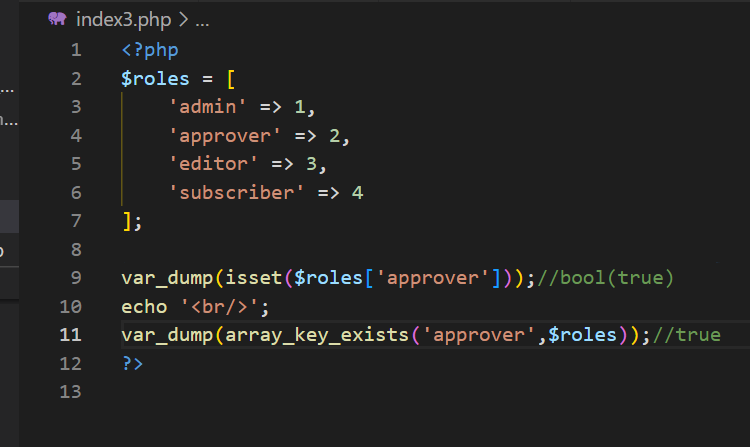 index3.php > ...
1 <?php
2 $roles = [
3     'admin' => 1,
4     'approver' => 2,
5     'editor' => 3,
6     'subscriber' => 4
7 ];
8
9 var_dump(isset($roles['approver']));//bool(true)
10 echo '<br/>';
11 var_dump(array_key_exists('approver',$roles));//true
12 ?>
13